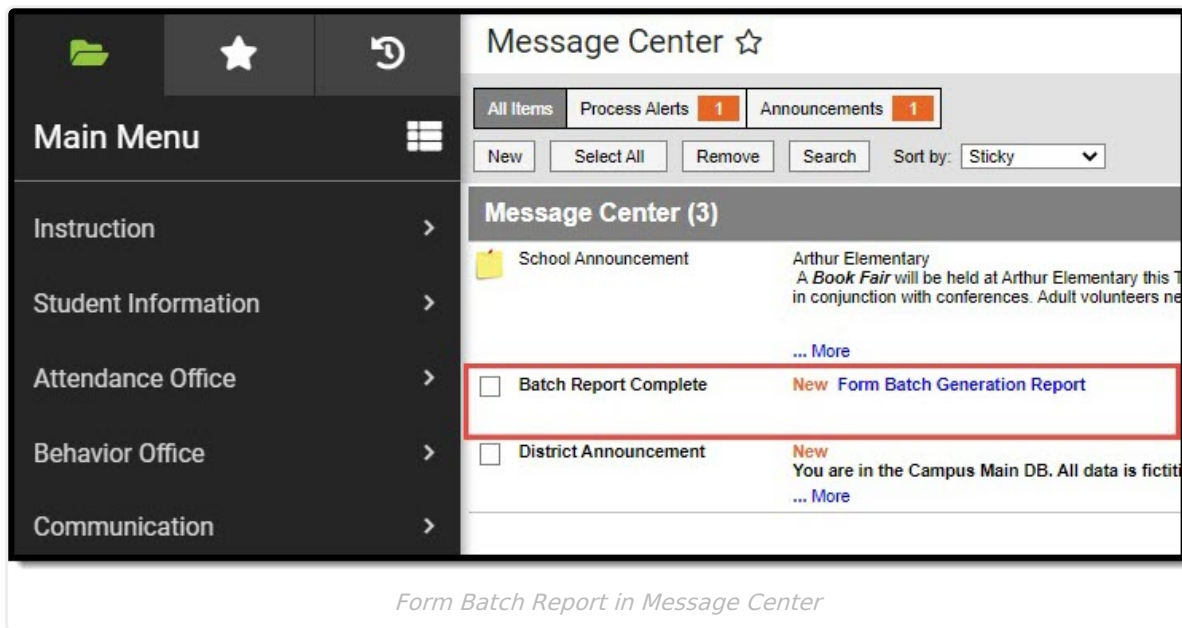 Main Menu
Instruction
Student Information
Attendance Office
Behavior Office
Communication
Message Center
All Items Process Alerts 1 Announcements 1
New Select All Remove Search Sort by: Sticky
Message Center (3)
School Announcement Arthur Elementary
A Book Fair will be held at Arthur Elementary this
in conjunction with conferences. Adult volunteers
... More
Batch Report Complete New Form Batch Generation Report
District Announcement New
You are in the Campus Main DB. All data is
... More
Form Batch Report in Message Center